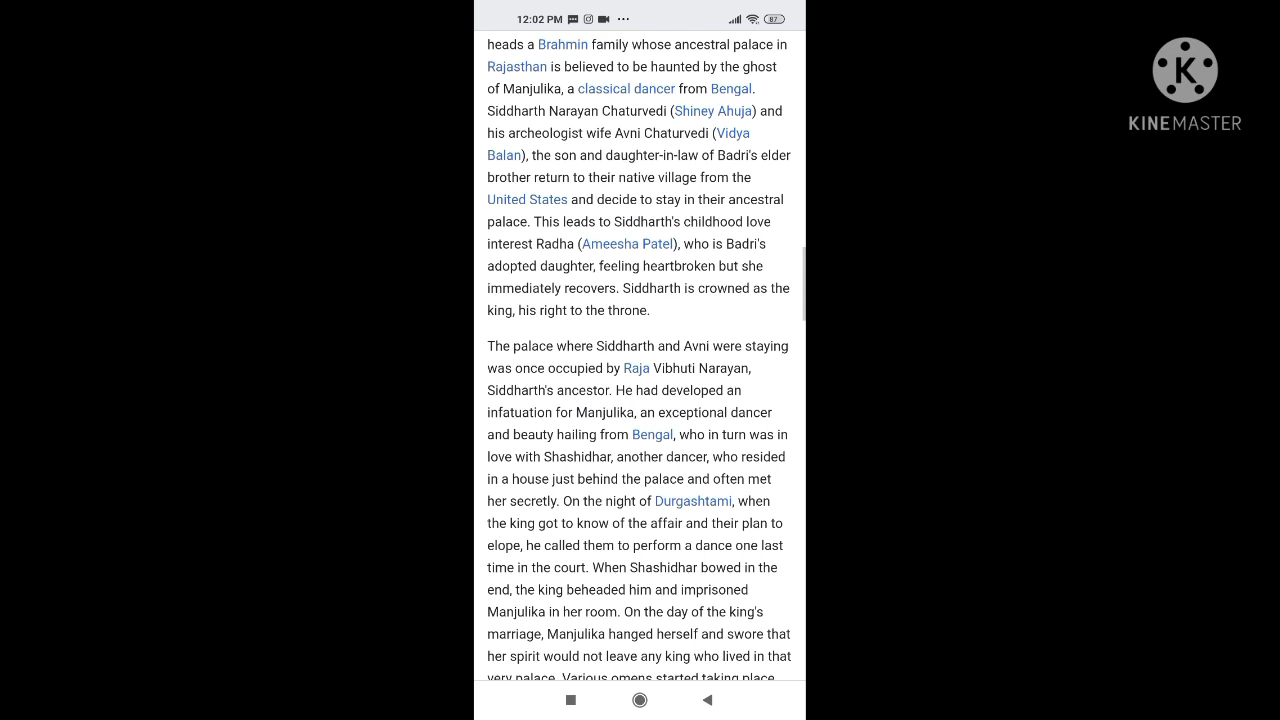 12:02 PM
87
heads a Brahmin family whose ancestral palace in
Rajasthan is believed to be haunted by the ghost
of Manjulika, a classical dancer from Bengal.
Siddharth Narayan Chaturvedi (Shiney Ahuja) and
his archeologist wife Avni Chaturvedi (Vidya
Balan), the son and daughter-in-law of Badri's elder
brother return to their native village from the
United States and decide to stay in their ancestral
palace. This leads to Siddharth's childhood love
interest Radha (Ameesha Patel), who is Badri's
adopted daughter, feeling heartbroken but she
immediately recovers. Siddharth is crowned as the
king, his right to the throne.
The palace where Siddharth and Avni were staying
was once occupied by Raja Vibhuti Narayan,
Siddharth's ancestor. He had developed an
infatuation for Manjulika, an exceptional dancer
and beauty hailing from Bengal, who in turn was in
love with Shashidhar, another dancer, who resided
in a house just behind the palace and often met
her secretly. On the night of Durgashtami, when
the king got to know of the affair and their plan to
elope, he called them to perform a dance one last
time in the court. When Shashidhar bowed in the
end, the king beheaded him and imprisoned
Manjulika in her room. On the day of the king's
marriage, Manjulika hanged herself and swore that
her spirit would not leave any king who lived in that
very palace. Various omens started taking place
K
KINEMASTER